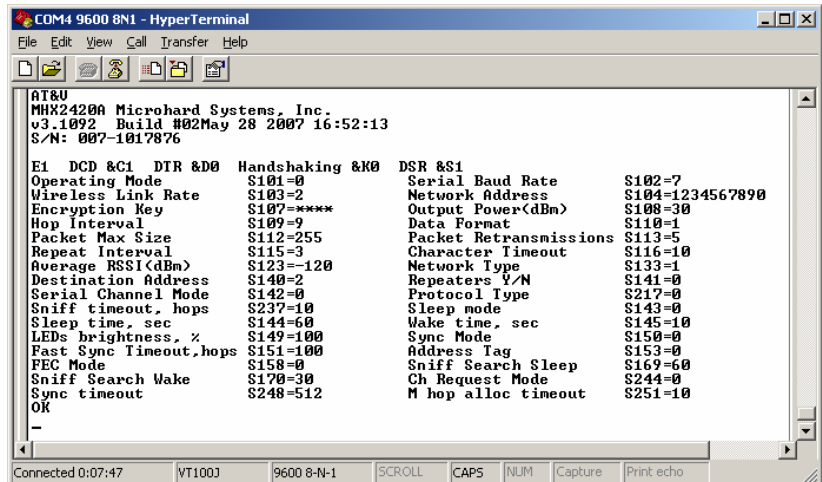 COM4 9600 8N1 - HyperTerminal
File Edit View Call Transfer Help
AT&V
MHX2420A Microhard Systems, Inc.
v3.1092 Build #02May 28 2007 16:52:13
S/N: 007-1017876
E1 DCD &C1 DTR &D0 Handshaking &K0 DSR &S1
Operating Mode S101=0 Serial Baud Rate S102=7
Wireless Link Rate S103=2 Network Address S104=1234567890
Encryption Key S107=**** Output Power(dBm) S108=30
Hop Interval S109=9 Data Format S110=1
Packet Max Size S112=255 Packet Retransmissions S113=5
Repeat Interval S115=3 Character Timeout S116=10
Average RSSI(dBm) S123=-120 Network Type S133=1
Destination Address S140=2 Repeaters Y/N S141=0
Serial Channel Mode S142=0 Protocol Type S217=0
Sniff timeout, hops S237=10 Sleep mode S143=0
Sleep time, sec S144=60 Wake time, sec S145=10
LEDs brightness, % S149=100 Sync Mode S150=0
Fast Sync Timeout,hops S151=100 Address Tag S153=0
FEC Mode S158=0 Sniff Search Sleep S169=60
Sniff Search Wake S170=30 Ch Request Mode S244=0
Sync timeout S248=512 M hop alloc timeout S251=10
OK
_
Connected 0:07:47 VT100J 9600 8-N-1 SCROLL CAPS NUM Capture Print echo